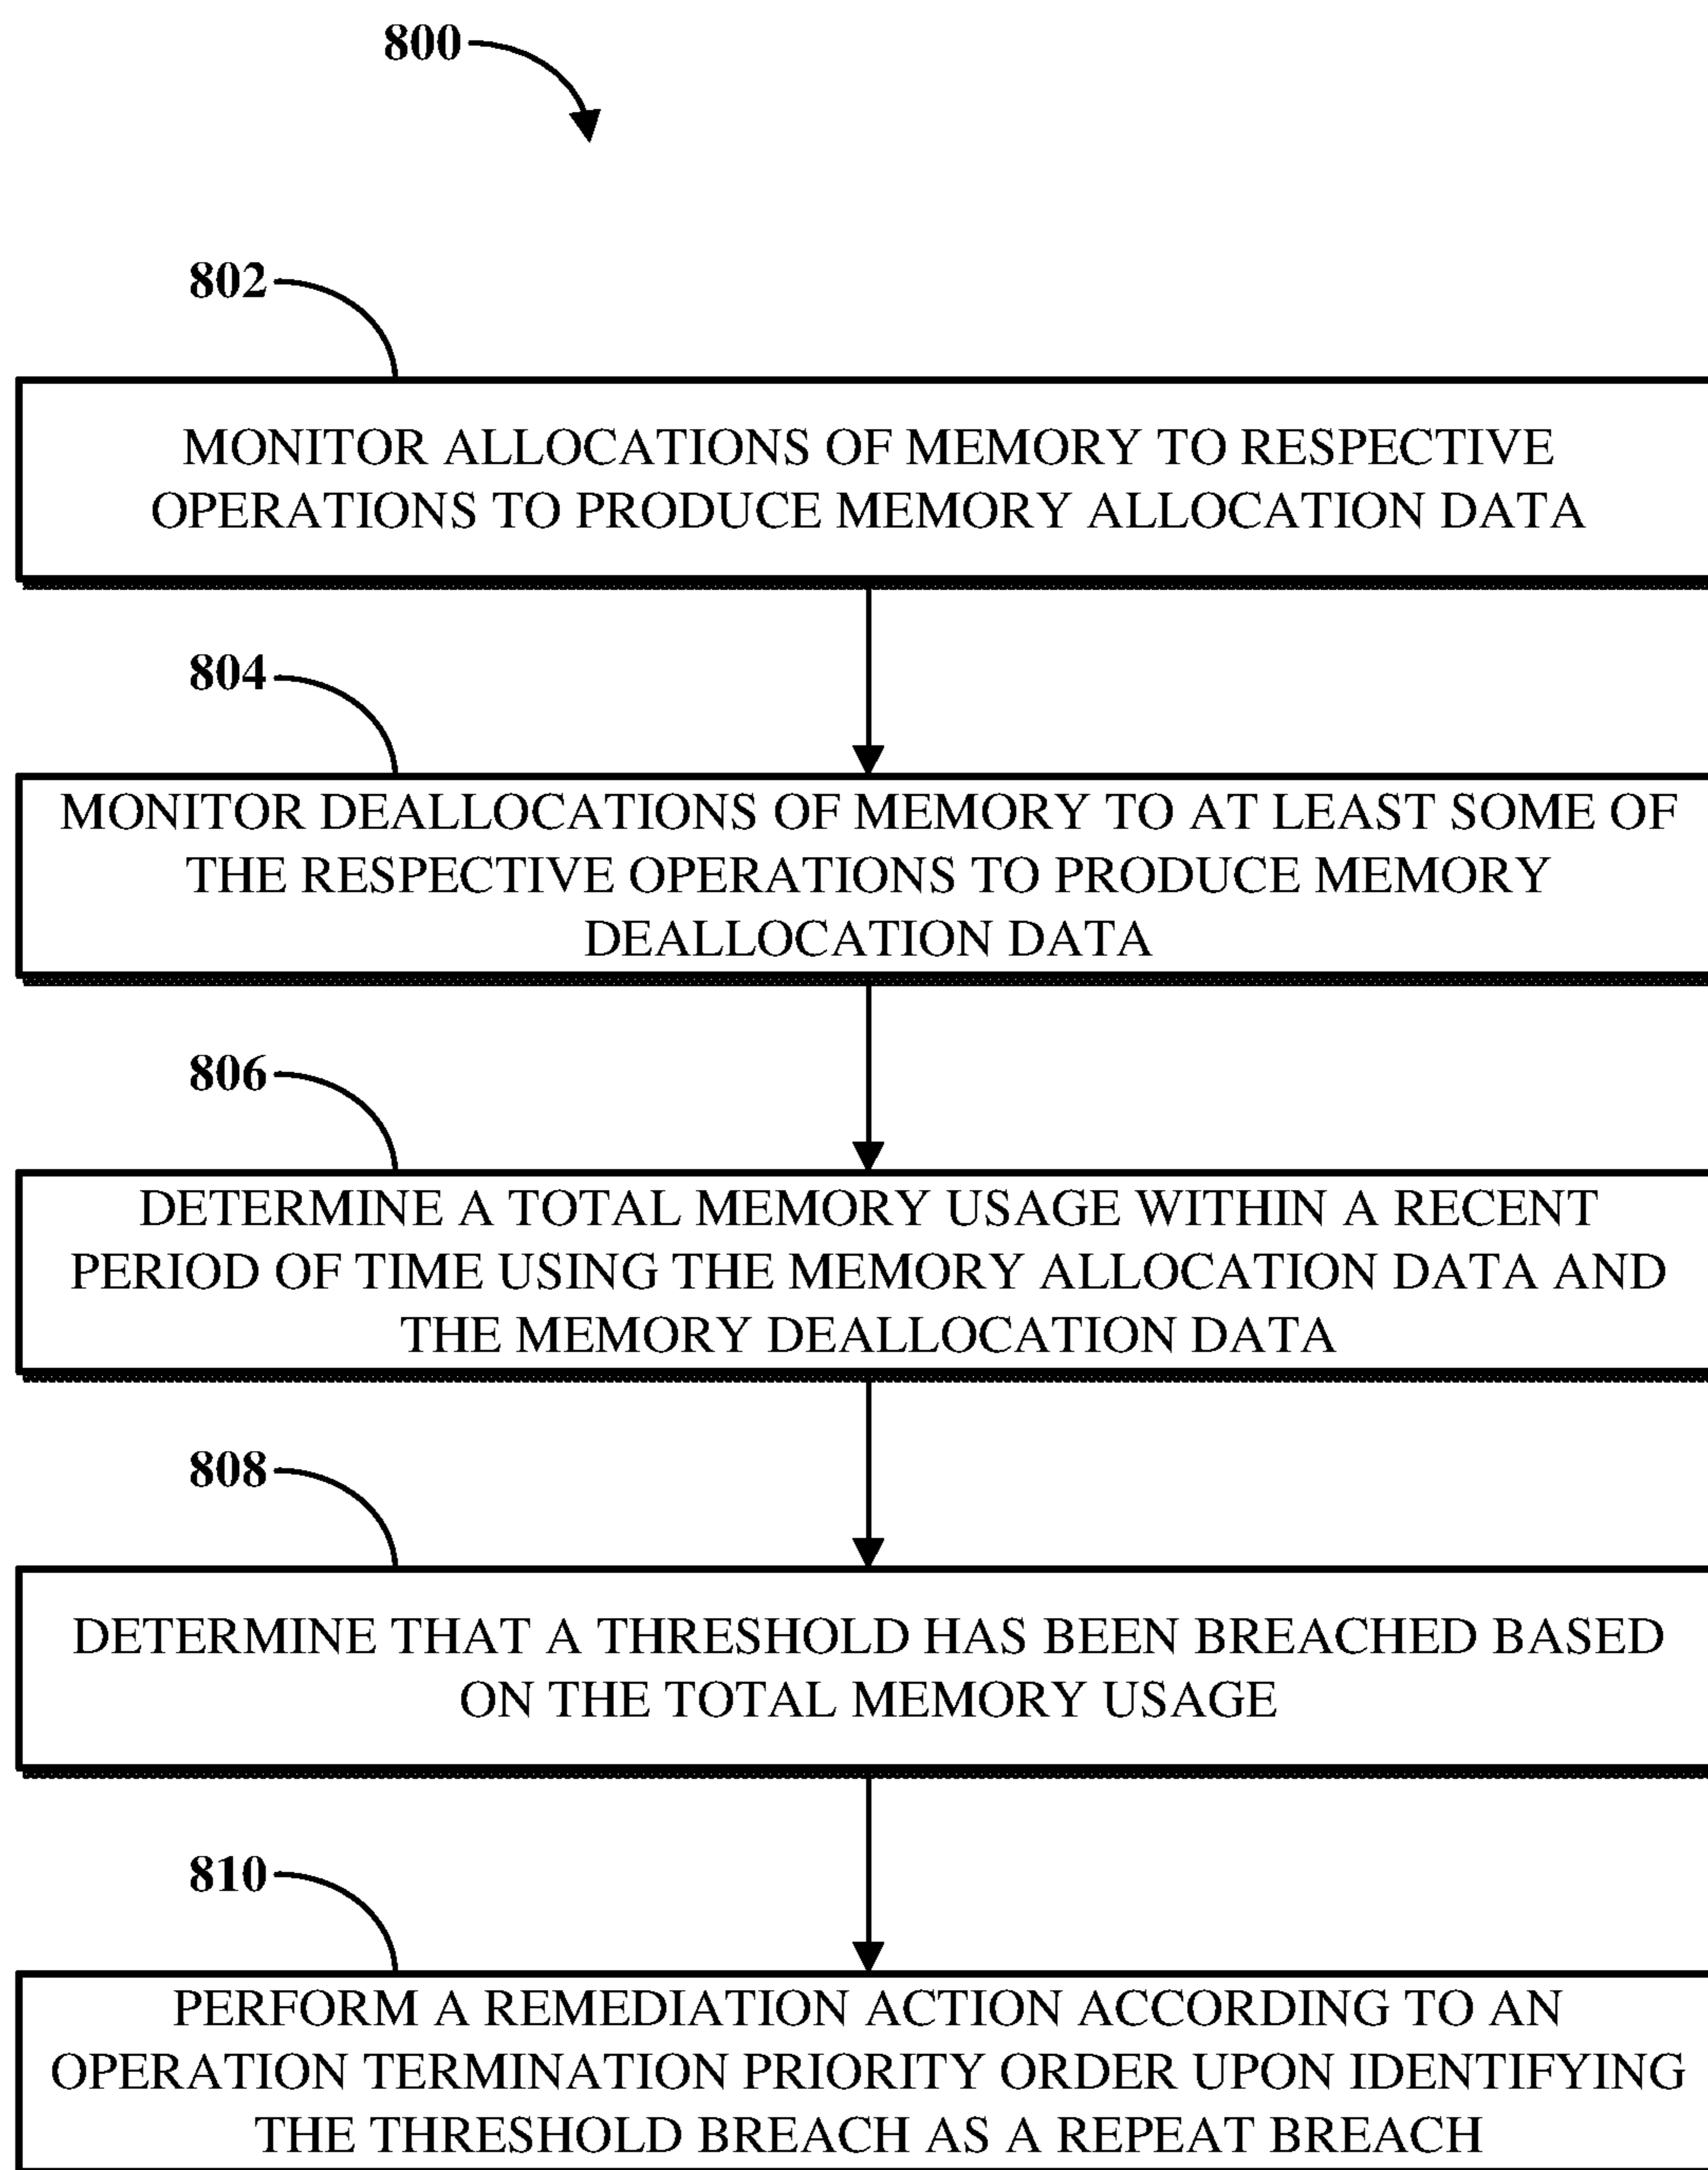 800
802
MONITOR ALLOCATIONS OF MEMORY TO RESPECTIVE
OPERATIONS TO PRODUCE MEMORY ALLOCATION DATA
804
MONITOR DEALLOCATIONS OF MEMORY TO AT LEAST SOME OF
THE RESPECTIVE OPERATIONS TO PRODUCE MEMORY
DEALLOCATION DATA
806
DETERMINE A TOTAL MEMORY USAGE WITHIN A RECENT
PERIOD OF TIME USING THE MEMORY ALLOCATION DATA AND
THE MEMORY DEALLOCATION DATA
808
DETERMINE THAT A THRESHOLD HAS BEEN BREACHED BASED
ON THE TOTAL MEMORY USAGE
810
PERFORM A REMEDIATION ACTION ACCORDING TO AN
OPERATION TERMINATION PRIORITY ORDER UPON IDENTIFYING
THE THRESHOLD BREACH AS A REPEAT BREACH